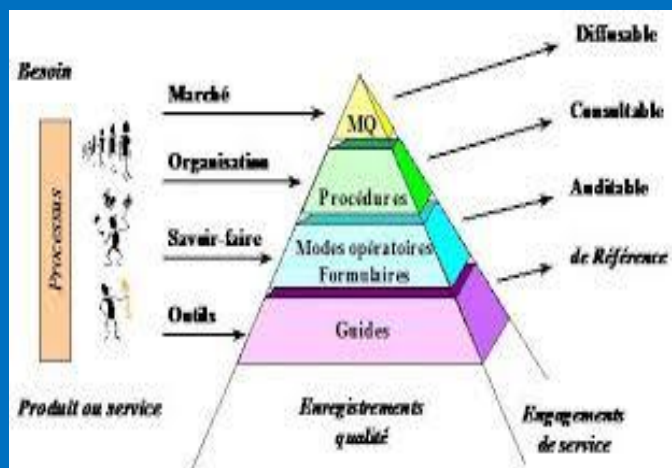 Besoin
Processus
Produit ou service
Marché
Organisation
Savoir-faire
Outils
MQ
Procédures
Modes opératoires
Formulaires
Guides
Enregistrements
qualité
Diffusable
Consultable
Auditable
de Référence
Engagements
de service